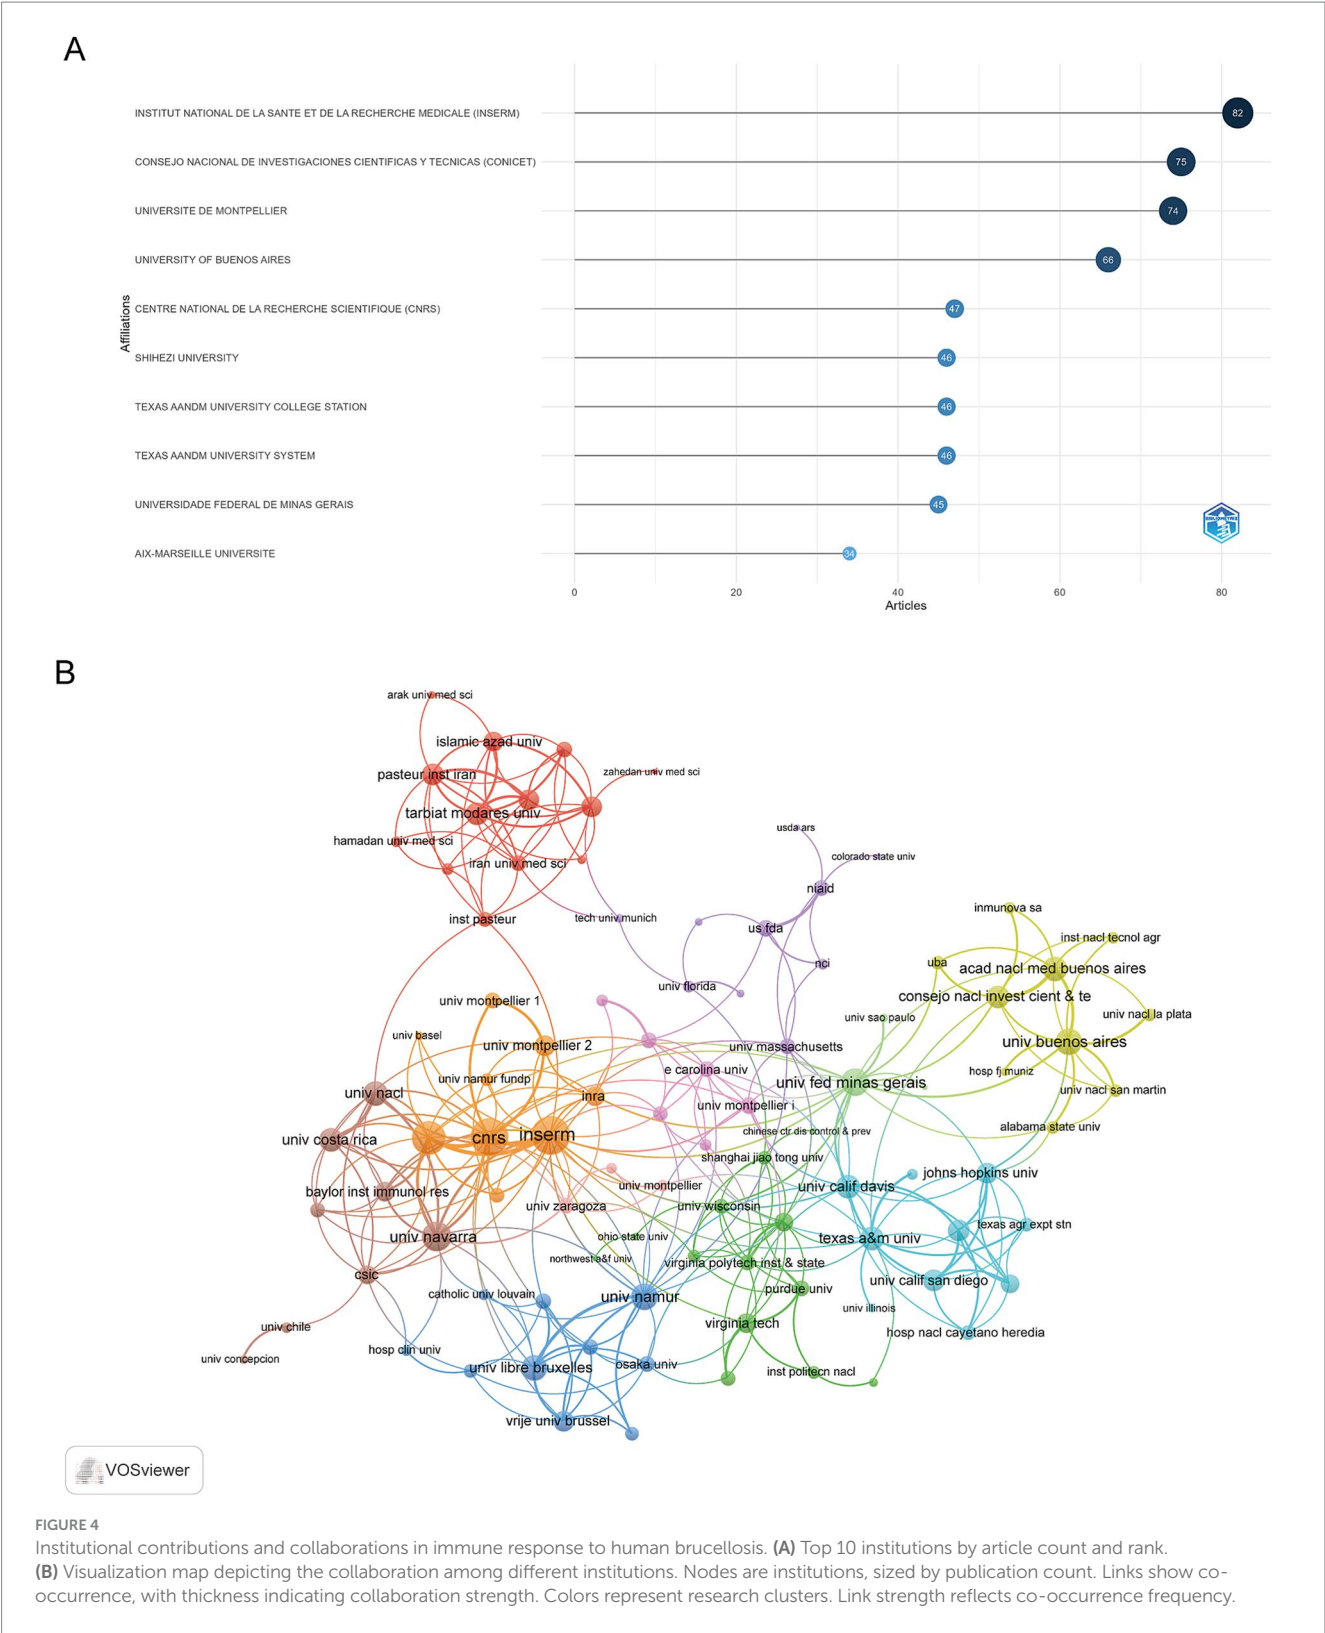 A
INSTITUT NATIONAL DE LA SANTE ET DE LA RECHERCHE MEDICALE (INSERM)
82
CONSEJO NACIONAL DE INVESTIGACIONES CIENTIFICAS Y TECNICAS (CONICET)
75
UNIVERSITE DE MONTPELLIER
74
UNIVERSITY OF BUENOS AIRES
66
Affiliations
CENTRE NATIONAL DE LA RECHERCHE SCIENTIFIQUE (CNRS)
47
SHIHEZI UNIVERSITY
46
TEXAS AANDM UNIVERSITY COLLEGE STATION
46
TEXAS AANDM UNIVERSITY SYSTEM
46
UNIVERSIDADE FEDERAL DE MINAS GERAIS
45
BIBLIOMETRIX
AIX-MARSEILLE UNIVERSITE
34
0 20 40 60 80
Articles
B
arak univ med sci
islamic azad univ
pasteur inst iran
zahedan univ med sci
tarbiat modares univ
usda ars
hamadan univ med sci
colorado state univ
iran univ med sci
niaid
inmunova sa
inst pasteur
tech univ munich
us fda
inst nacl tecnol agr
uba
nci
acad nacl med buenos aires
univ florida
consejo nacl invest cient & te
univ montpellier 1
univ nacl la plata
univ sao paulo
univ basel
univ montpellier 2
univ massachusetts
univ buenos aires
e carolina univ
hosp fj muniz
univ namur fundp
univ fed minas gerais
univ nacl
inra
univ nacl san martin
univ montpellier i
alabama state univ
chinese ctr dis control & prev
univ costa rica
cnrs
inserm
shanghai jiao tong univ
johns hopkins univ
univ montpellier
univ calif davis
baylor inst immunol res
univ zaragoza
univ wisconsin
texas agr expt stn
univ navarra
ohio state univ
texas a&m univ
northwest a&f univ
virginia polytech inst & state
csic
univ calif san diego
catholic univ louvain
univ namur
purdue univ
univ illinois
univ chile
virginia tech
hosp nacl cayetano heredia
hosp clin univ
univ concepcion
univ libre bruxelles
osaka univ
inst politecn nacl
vrije univ brussel
VOSviewer
FIGURE 4
Institutional contributions and collaborations in immune response to human brucellosis. (A) Top 10 institutions by article count and rank.
(B) Visualization map depicting the collaboration among different institutions. Nodes are institutions, sized by publication count. Links show co-
occurrence, with thickness indicating collaboration strength. Colors represent research clusters. Link strength reflects co-occurrence frequency.